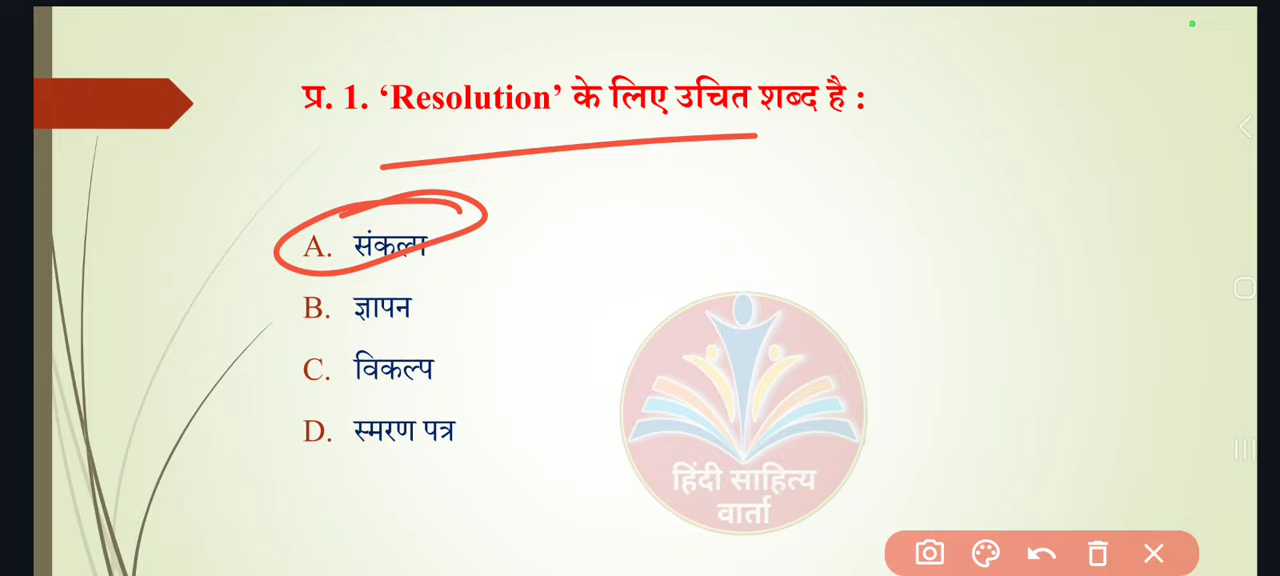 प्र. 1. ‘Resolution’ के लिए उचित शब्द है :
A. संकल्प
B. ज्ञापन
C. विकल्प
D. स्मरण पत्र
हिंदी साहित्य
वार्ता